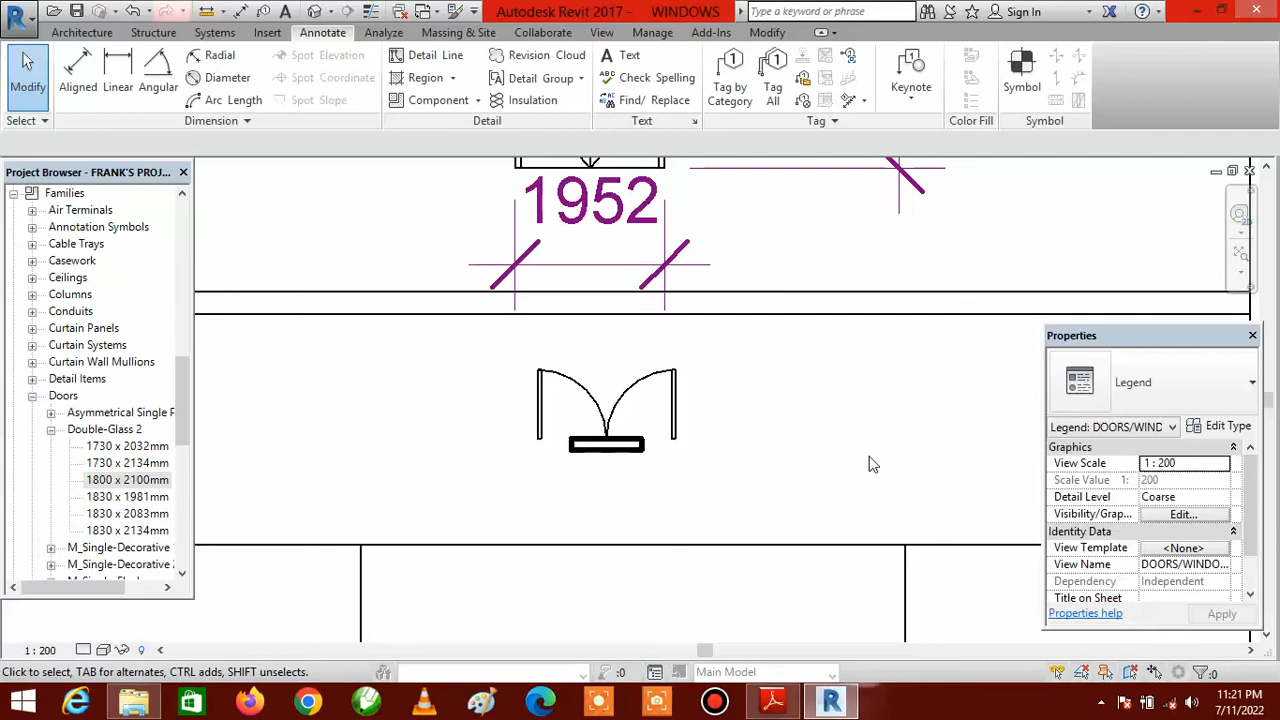 Autodesk Revit 2017 - WINDOWS
Type a keyword or phrase
Sign In
Architecture Structure Systems Insert Annotate Analyze Massing & Site Collaborate View Manage Add-Ins Modify
Modify
Select
Aligned Linear Angular
Radial
Diameter
Arc Length
Spot Elevation
Spot Coordinate
Spot Slope
Dimension
Detail Line
Region
Component
Revision Cloud
Detail Group
Insulation
Detail
Text
Check Spelling
Find/ Replace
Text
Tag by Category
Tag All
Tag
Keynote
Color Fill
Symbol
Symbol
Project Browser - FRANK'S PROJ...
Families
Air Terminals
Annotation Symbols
Cable Trays
Casework
Ceilings
Columns
Conduits
Curtain Panels
Curtain Systems
Curtain Wall Mullions
Detail Items
Doors
Asymmetrical Single P
Double-Glass 2
1730 x 2032mm
1730 x 2134mm
1800 x 2100mm
1830 x 1981mm
1830 x 2083mm
1830 x 2134mm
M_Single-Decorative
M_Single-Decorative
1952
Properties
Legend
Legend: DOORS/WIND
Edit Type
Graphics
View Scale 1 : 200
Scale Value 1: 200
Detail Level Coarse
Visibility/Grap... Edit...
Identity Data
View Template <None>
View Name DOORS/WINDO...
Dependency Independent
Title on Sheet
Properties help
Apply
1 : 200
Click to select, TAB for alternates, CTRL adds, SHIFT unselects.
:0
Main Model
:0
11:21 PM
7/11/2022